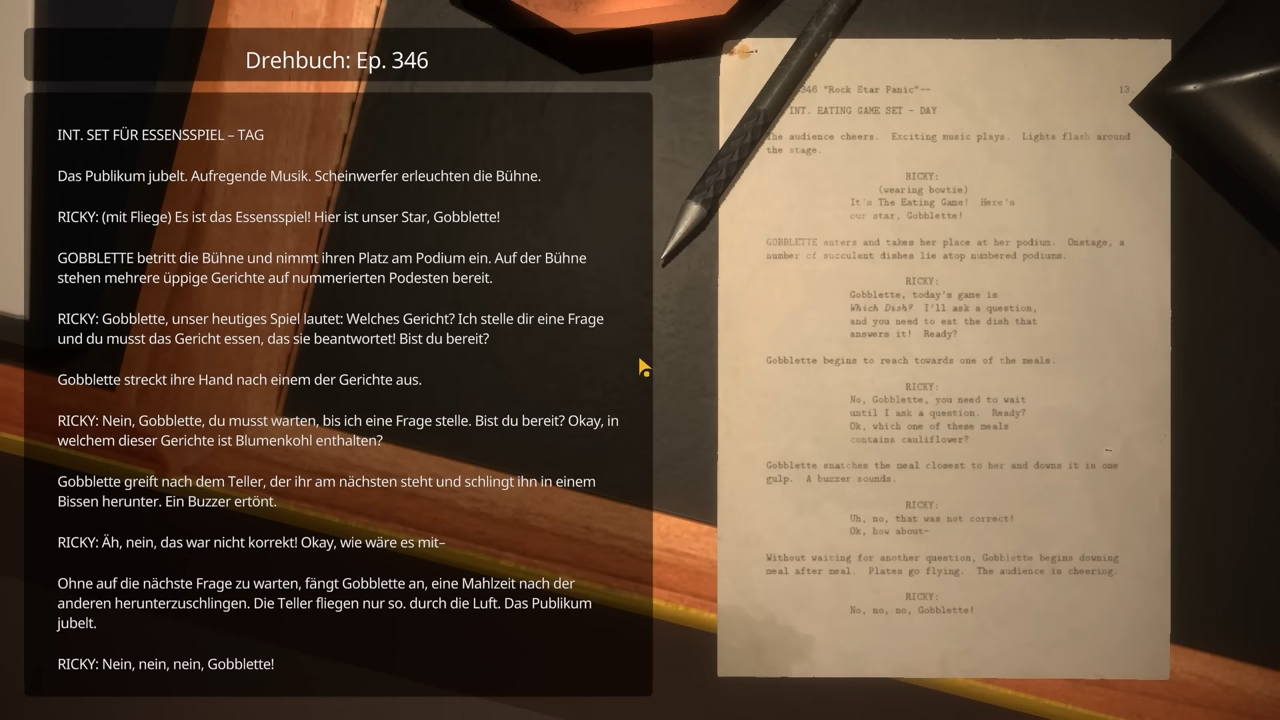 Drehbuch: Ep. 346
INT. SET FÜR ESSENSSPIEL – TAG
Das Publikum jubelt. Aufregende Musik. Scheinwerfer erleuchten die Bühne.
RICKY: (mit Fliege) Es ist das Essensspiel! Hier ist unser Star, Gobblette!
GOBBLETTE betritt die Bühne und nimmt ihren Platz am Podium ein. Auf der Bühne
stehen mehrere üppige Gerichte auf nummerierten Podesten bereit.
RICKY: Gobblette, unser heutiges Spiel lautet: Welches Gericht? Ich stelle dir eine Frage
und du musst das Gericht essen, das sie beantwortet! Bist du bereit?
Gobblette streckt ihre Hand nach einem der Gerichte aus.
RICKY: Nein, Gobblette, du musst warten, bis ich eine Frage stelle. Bist du bereit? Okay, in
welchem dieser Gerichte ist Blumenkohl enthalten?
Gobblette greift nach dem Teller, der ihr am nächsten steht und schlingt ihn in einem
Bissen herunter. Ein Buzzer ertönt.
RICKY: Äh, nein, das war nicht korrekt! Okay, wie wäre es mit–
Ohne auf die nächste Frage zu warten, fängt Gobblette an, eine Mahlzeit nach der
anderen herunterzuschlingen. Die Teller fliegen nur so. durch die Luft. Das Publikum
jubelt.
RICKY: Nein, nein, nein, Gobblette!
346 "Rock Star Panic"-- 13.
INT. EATING GAME SET - DAY
The audience cheers. Exciting music plays. Lights flash around
the stage.
RICKY:
(wearing bowtie)
It's The Eating Game! Here's
our star, Gobblette!
GOBBLETTE enters and takes her place at her podium. Onstage, a
number of succulent dishes lie atop numbered podiums.
RICKY:
Gobblette, today's game is
Which Dish? I'll ask a question,
and you need to eat the dish that
answers it! Ready?
Gobblette begins to reach towards one of the meals.
RICKY:
No, Gobblette, you need to wait
until I ask a question. Ready?
Ok, which one of these meals
contains cauliflower?
Gobblette snatches the meal closest to her and downs it in one
gulp. A buzzer sounds.
RICKY:
Uh, no, that was not correct!
Ok, how about-
Without waiting for another question, Gobblette begins downing
meal after meal. Plates go flying. The audience is cheering.
RICKY:
No, no, no, Gobblette!